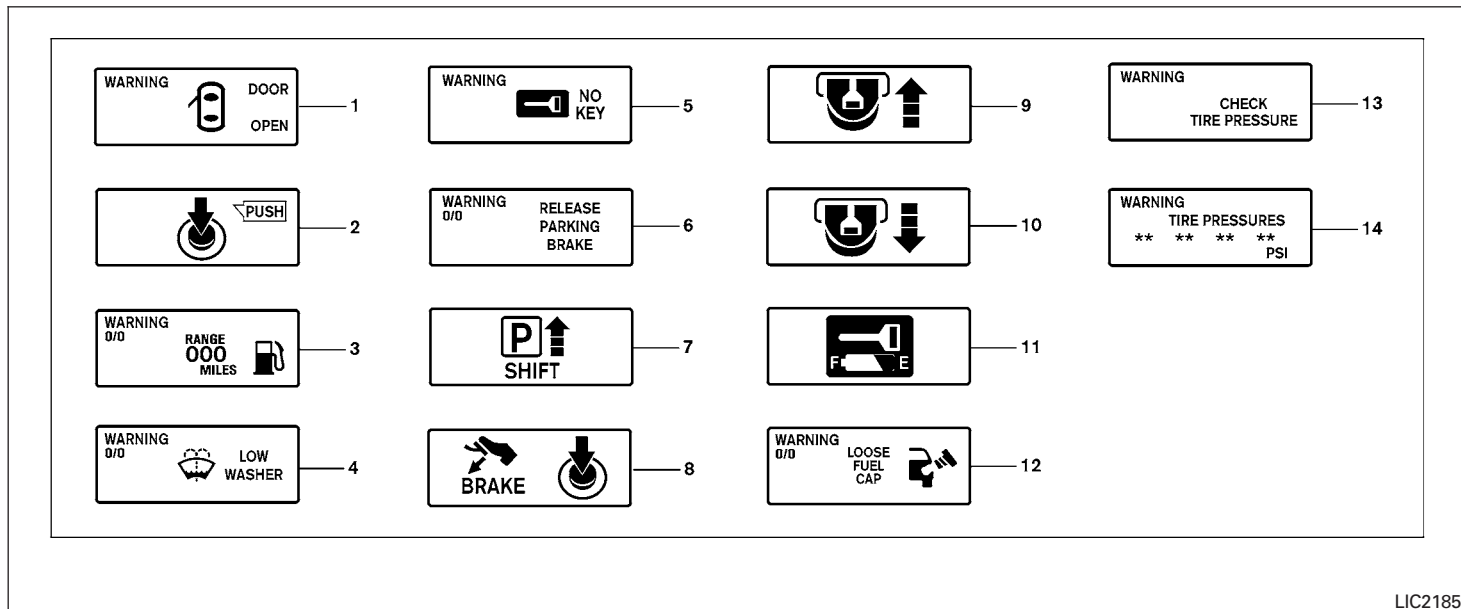 WARNING
DOOR
OPEN
1
PUSH
2
WARNING
0/0
RANGE
000
MILES
3
WARNING
0/0
LOW
WASHER
4
WARNING
NO
KEY
5
WARNING
0/0
RELEASE
PARKING
BRAKE
6
P
SHIFT
7
BRAKE
8
9
10
F E
11
WARNING
0/0
LOOSE
FUEL
CAP
12
WARNING
CHECK
TIRE PRESSURE
13
WARNING
TIRE PRESSURES
** ** ** **
PSI
14
LIC2185